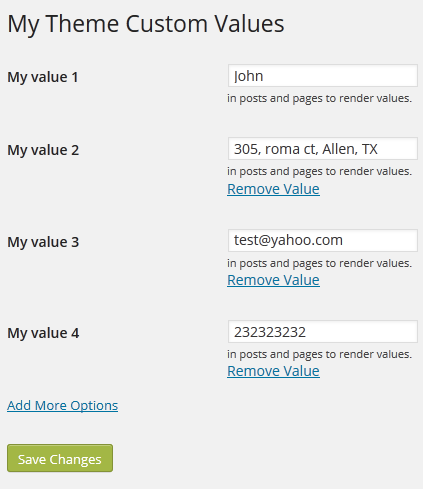 My Theme Custom Values
My value 1
John
in posts and pages to render values.
My value 2
305, roma ct, Allen, TX
in posts and pages to render values.
Remove Value
My value 3
test@yahoo.com
in posts and pages to render values.
Remove Value
My value 4
232323232
in posts and pages to render values.
Remove Value
Add More Options
Save Changes